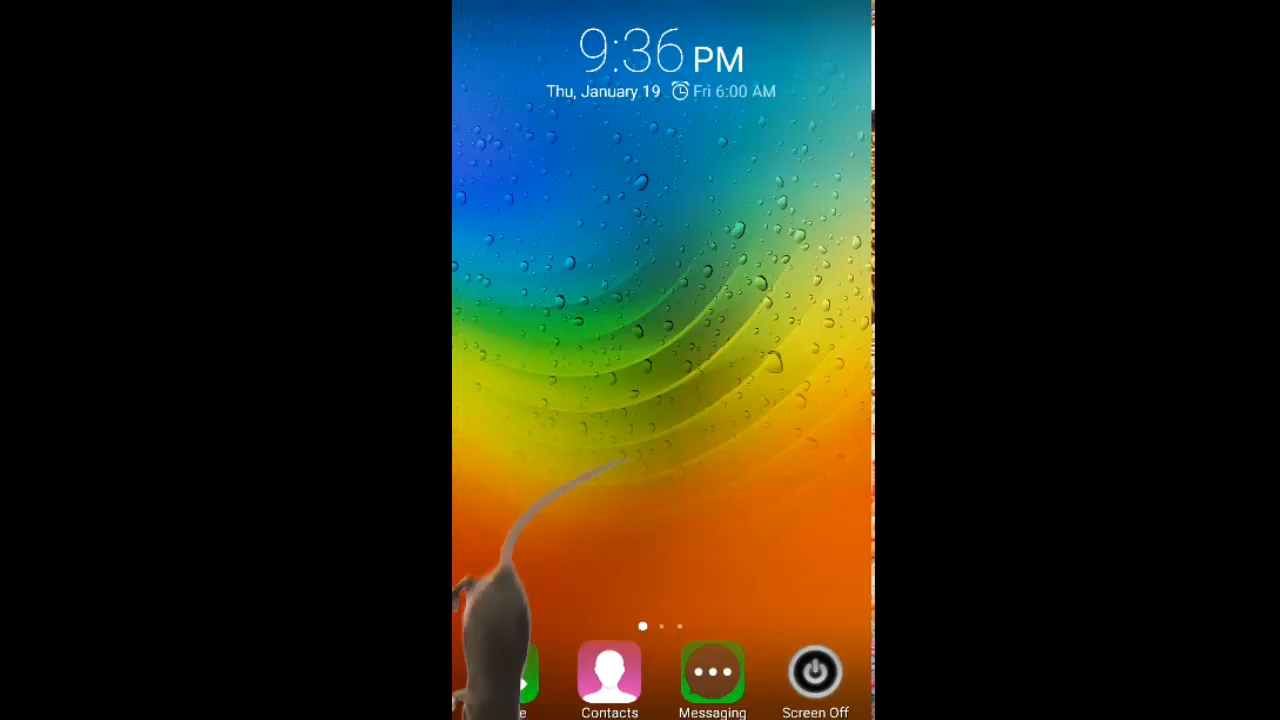 9:36 PM
Thu, January 19 Fri 6:00 AM
Contacts
Messaging
Screen Off